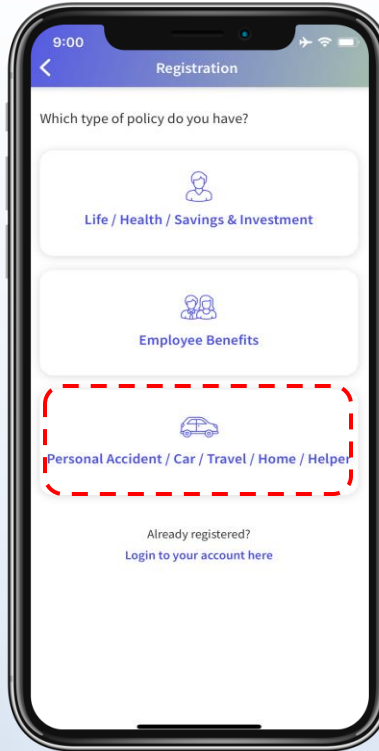 9:00
Registration
Which type of policy do you have?
Life / Health / Savings & Investment
Employee Benefits
Personal Accident / Car / Travel / Home / Helper
Already registered?
Login to your account here